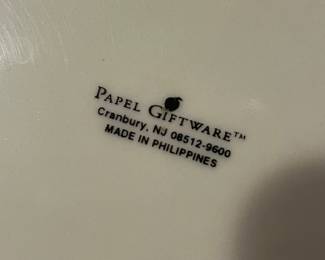 PAPEL GIFTWARE™
Cranbury, NJ 08512-9600
MADE IN PHILIPPINES